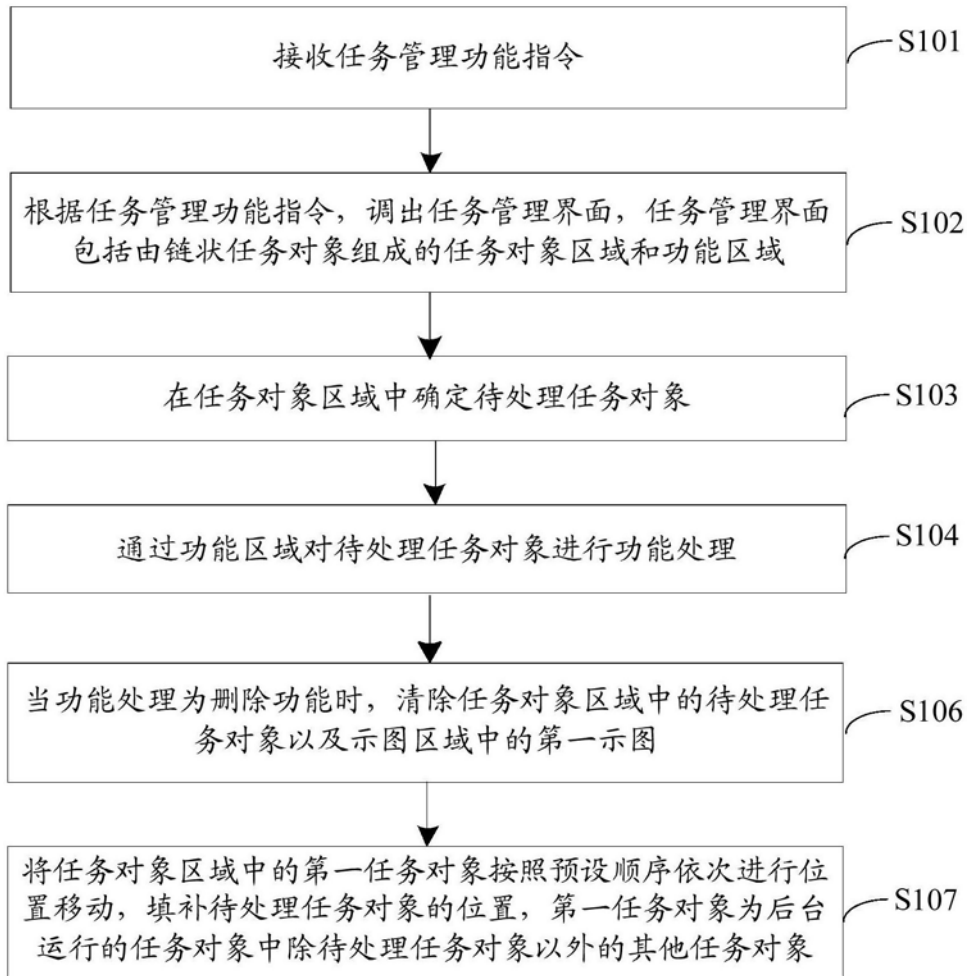 接收任务管理功能指令
S101
根据任务管理功能指令，调出任务管理界面，任务管理界面
包括由链状任务对象组成的任务对象区域和功能区域
S102
在任务对象区域中确定待处理任务对象
S103
通过功能区域对待处理任务对象进行功能处理
S104
当功能处理为删除功能时，清除任务对象区域中的待处理任
务对象以及示图区域中的第一示图
S106
将任务对象区域中的第一任务对象按照预设顺序依次进行位
置移动，填补待处理任务对象的位置，第一任务对象为后台
运行的任务对象中除待处理任务对象以外的其他任务对象
S107